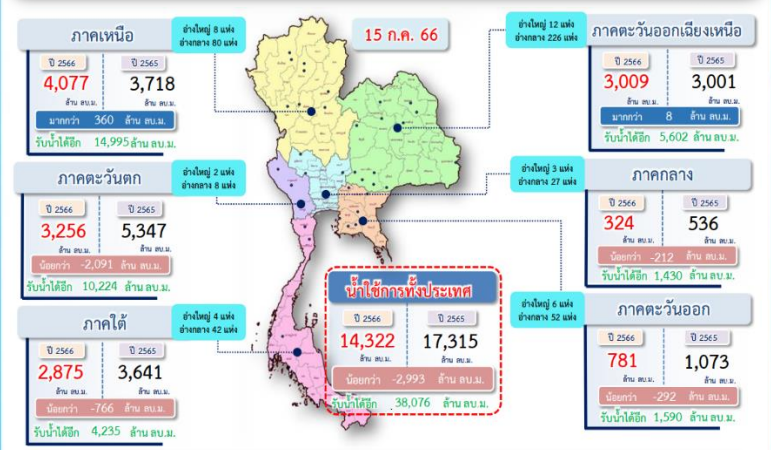 15 ก.ค. 66
ภาคเหนือ
ปี 2566 ปี 2565
4,077 3,718
ล้าน ลบ.ม. ล้าน ลบ.ม.
มากกว่า 360 ล้าน ลบ.ม.
รับน้ำได้อีก 14,995 ล้าน ลบ.ม.
อ่างใหญ่ 8 แห่ง
อ่างกลาง 80 แห่ง
อ่างใหญ่ 12 แห่ง
อ่างกลาง 226 แห่ง
ภาคตะวันออกเฉียงเหนือ
ปี 2566 ปี 2565
3,009 3,001
ล้าน ลบ.ม. ล้าน ลบ.ม.
มากกว่า 8 ล้าน ลบ.ม.
รับน้ำได้อีก 5,602 ล้าน ลบ.ม.
ภาคตะวันตก
ปี 2566 ปี 2565
3,256 5,347
ล้าน ลบ.ม. ล้าน ลบ.ม.
น้อยกว่า -2,091 ล้าน ลบ.ม.
รับน้ำได้อีก 10,224 ล้าน ลบ.ม.
อ่างใหญ่ 2 แห่ง
อ่างกลาง 8 แห่ง
อ่างใหญ่ 3 แห่ง
อ่างกลาง 27 แห่ง
ภาคกลาง
ปี 2566 ปี 2565
324 536
ล้าน ลบ.ม. ล้าน ลบ.ม.
น้อยกว่า -212 ล้าน ลบ.ม.
รับน้ำได้อีก 1,430 ล้าน ลบ.ม.
ภาคใต้
ปี 2566 ปี 2565
2,875 3,641
ล้าน ลบ.ม. ล้าน ลบ.ม.
น้อยกว่า -766 ล้าน ลบ.ม.
รับน้ำได้อีก 4,235 ล้าน ลบ.ม.
อ่างใหญ่ 4 แห่ง
อ่างกลาง 42 แห่ง
น้ำใช้การทั้งประเทศ
ปี 2566 ปี 2565
14,322 17,315
ล้าน ลบ.ม. ล้าน ลบ.ม.
น้อยกว่า -2,993 ล้าน ลบ.ม.
รับน้ำได้อีก 38,076 ล้าน ลบ.ม.
อ่างใหญ่ 6 แห่ง
อ่างกลาง 52 แห่ง
ภาคตะวันออก
ปี 2566 ปี 2565
781 1,073
ล้าน ลบ.ม. ล้าน ลบ.ม.
น้อยกว่า -292 ล้าน ลบ.ม.
รับน้ำได้อีก 1,590 ล้าน ลบ.ม.